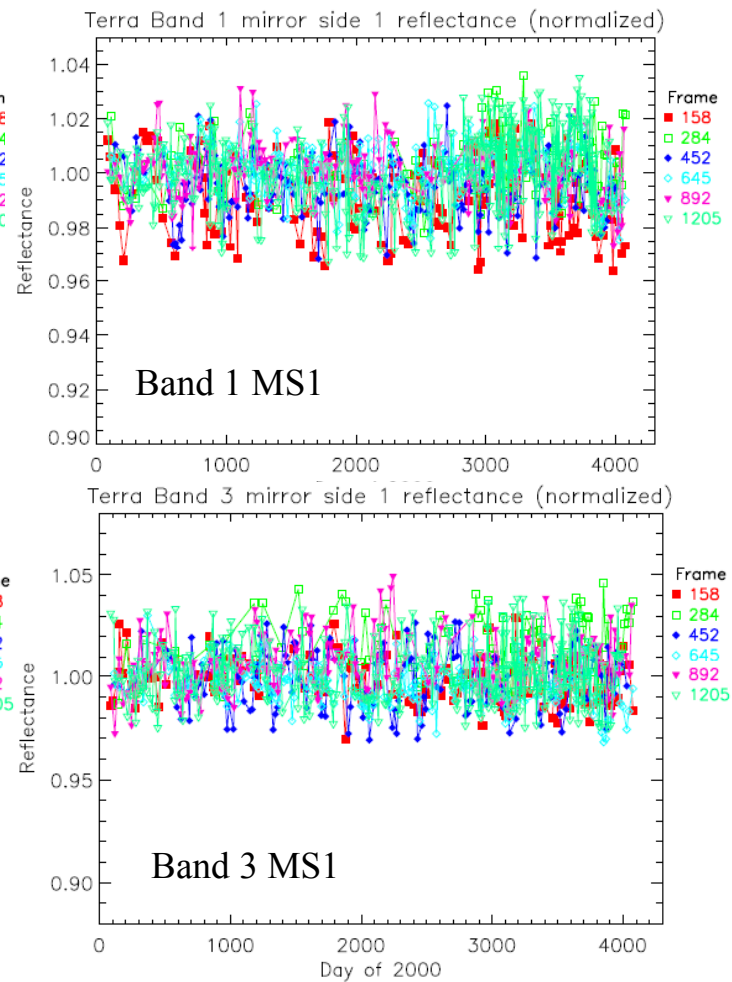 Terra Band 1 mirror side 1 reflectance (normalized)
1.04
1.02
1.00
0.98
0.96
0.94
0.92
0.90
Reflectance
Band 1 MS1
0 1000 2000 3000 4000
Frame
158
284
452
645
892
1205
Terra Band 3 mirror side 1 reflectance (normalized)
1.05
1.00
0.95
0.90
Reflectance
Band 3 MS1
0 1000 2000 3000 4000
Day of 2000
Frame
158
284
452
645
892
1205